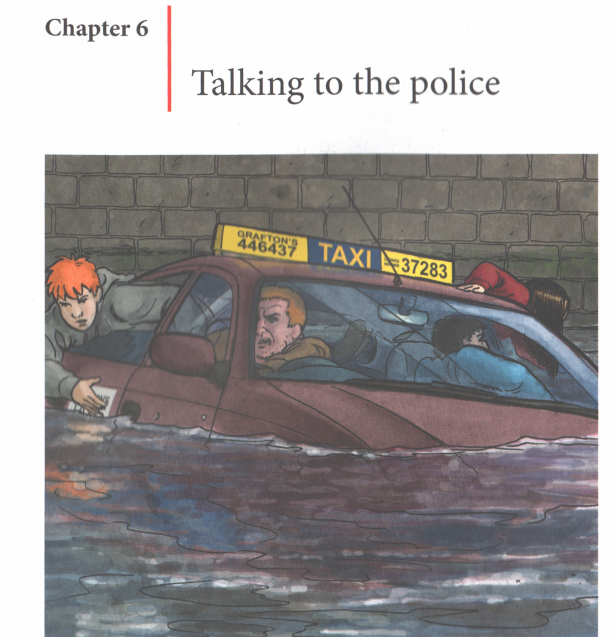 Chapter 6
Talking to the police
GRAFTON'S
446437
TAXI
37283